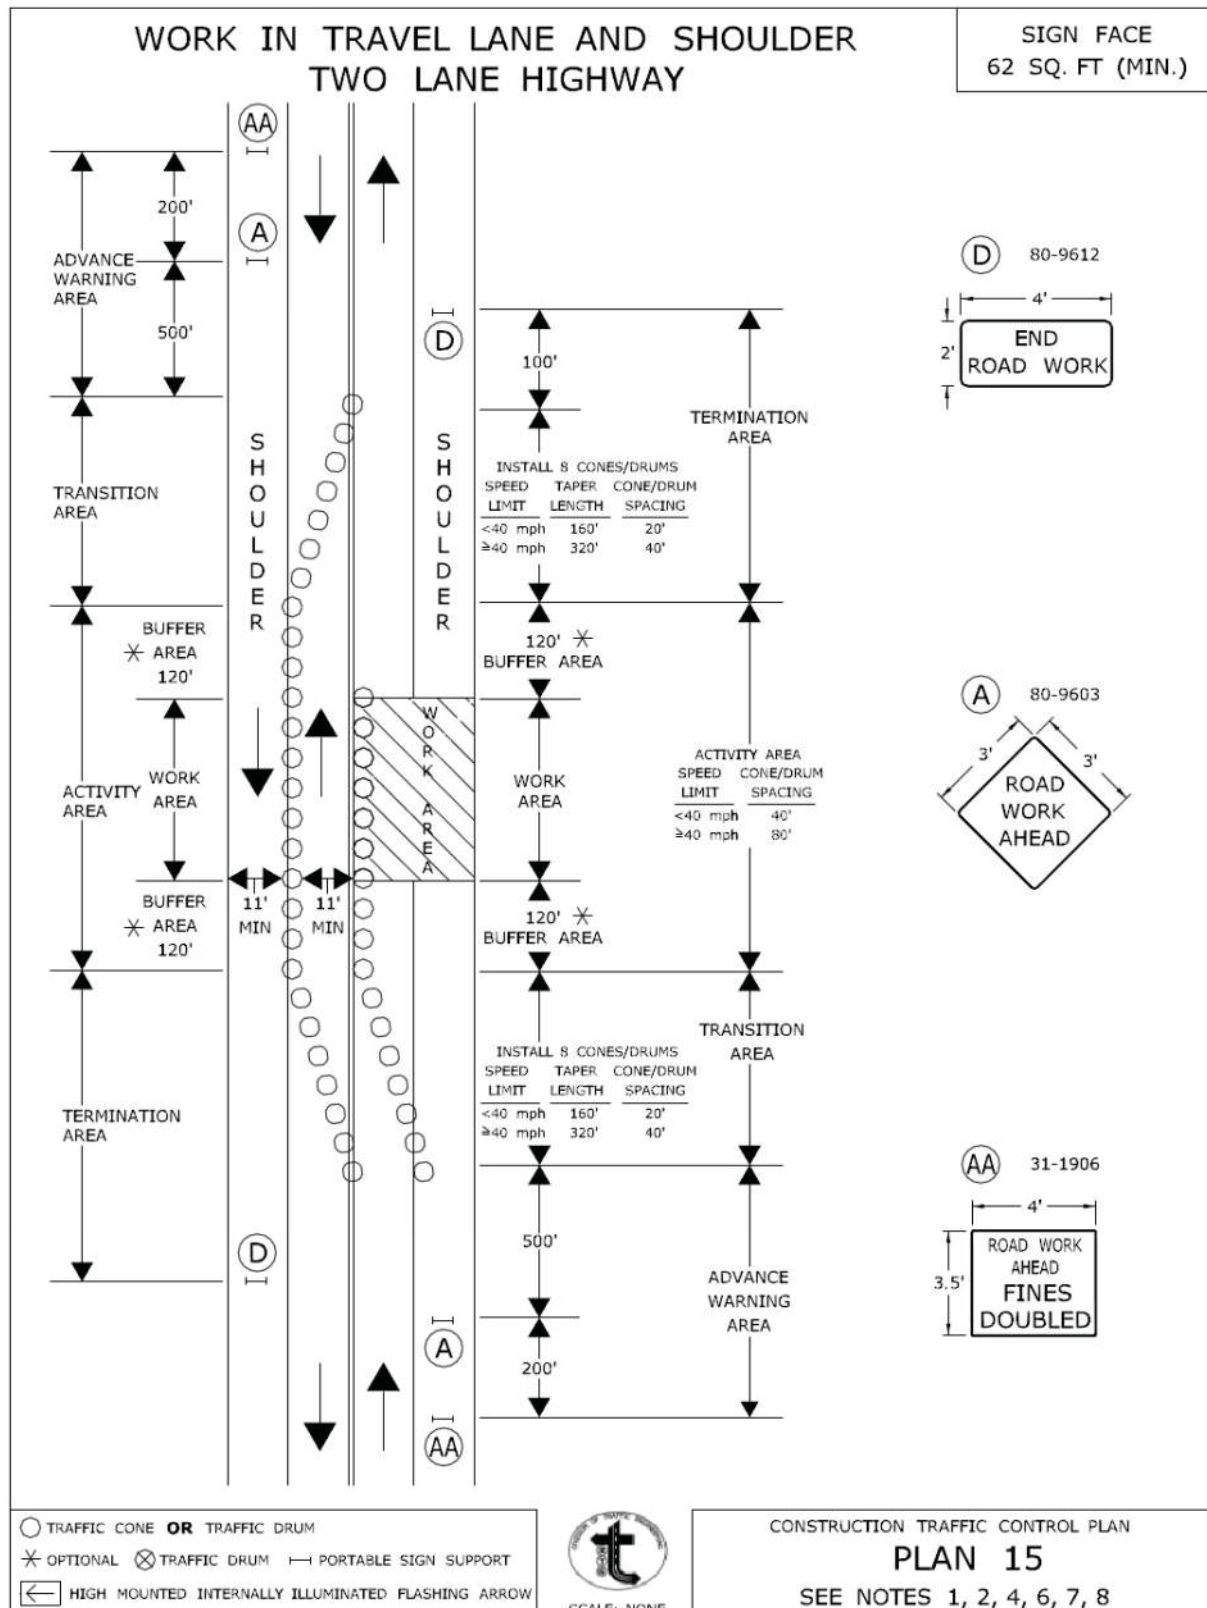 WORK IN TRAVEL LANE AND SHOULDER
TWO LANE HIGHWAY
SIGN FACE
62 SQ. FT (MIN.)
AA
200'
A
ADVANCE
WARNING
AREA
500'
D
100'
TERMINATION
AREA
SHOULDER
SHOULDER
TRANSITION
AREA
INSTALL 8 CONES/DRUMS
SPEED TAPER CONE/DRUM
LIMIT LENGTH SPACING
<40 mph 160' 20'
≥40 mph 320' 40'
BUFFER
* AREA
120'
120' *
BUFFER AREA
WORK AREA
ACTIVITY
AREA
WORK
AREA
WORK
AREA
ACTIVITY AREA
SPEED CONE/DRUM
LIMIT SPACING
<40 mph 40'
≥40 mph 80'
11'
MIN
11'
MIN
BUFFER
* AREA
120'
120' *
BUFFER AREA
TRANSITION
AREA
INSTALL 8 CONES/DRUMS
SPEED TAPER CONE/DRUM
LIMIT LENGTH SPACING
<40 mph 160' 20'
≥40 mph 320' 40'
TERMINATION
AREA
D
500'
ADVANCE
WARNING
AREA
A
200'
AA
D 80-9612
4'
2'
END
ROAD WORK
A 80-9603
3'
3'
ROAD
WORK
AHEAD
AA 31-1906
4'
3.5'
ROAD WORK
AHEAD
FINES
DOUBLED
TRAFFIC CONE OR TRAFFIC DRUM
* OPTIONAL TRAFFIC DRUM PORTABLE SIGN SUPPORT
HIGH MOUNTED INTERNALLY ILLUMINATED FLASHING ARROW
SCALE: NONE
CONSTRUCTION TRAFFIC CONTROL PLAN
PLAN 15
SEE NOTES 1, 2, 4, 6, 7, 8